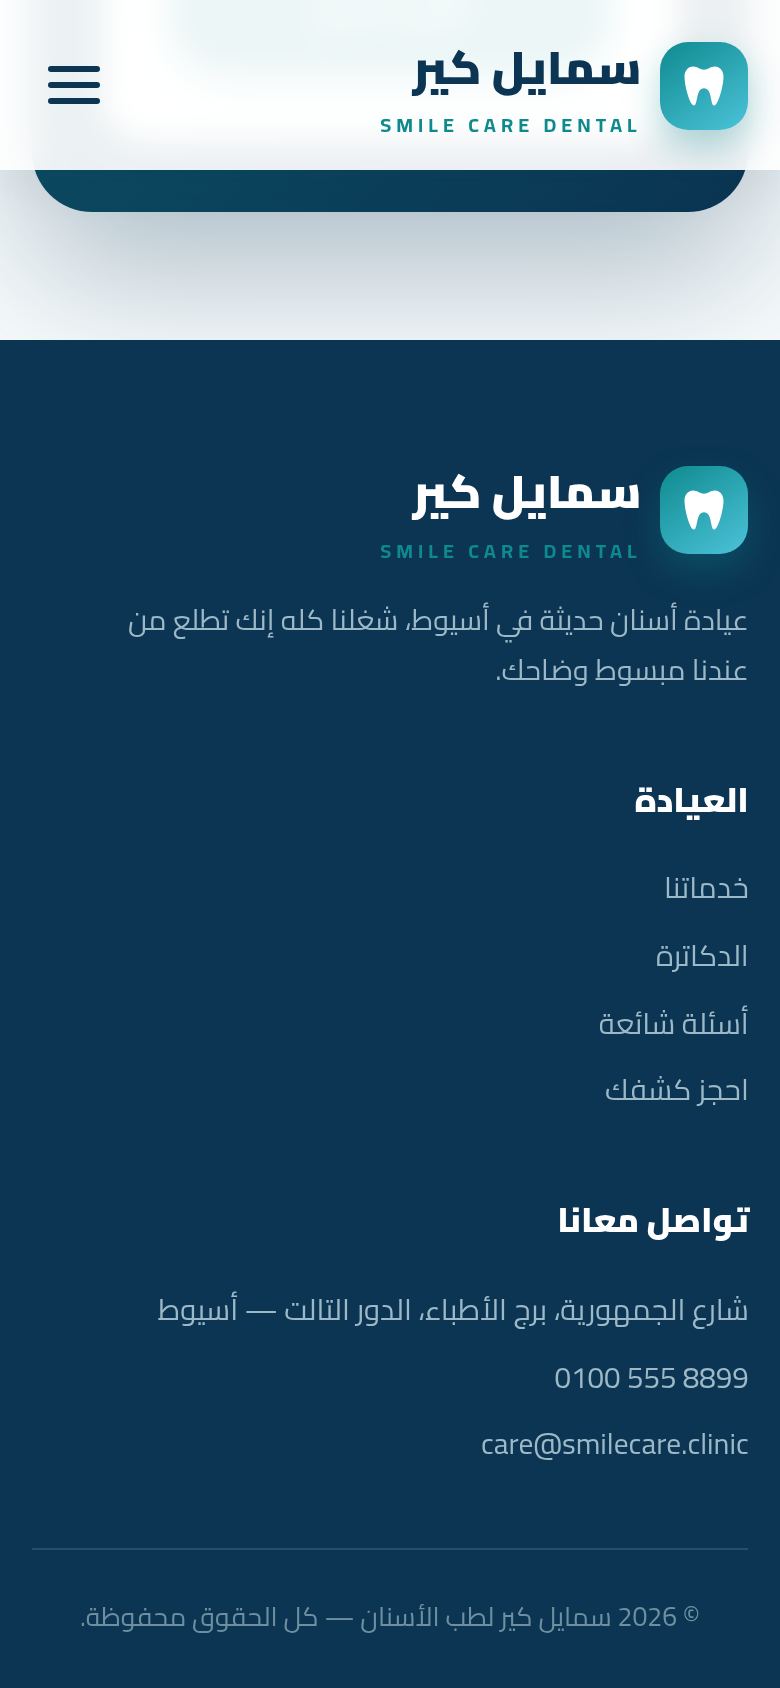 سمايل كير
SMILE CARE DENTAL
سمايل كير
SMILE CARE DENTAL
عيادة أسنان حديثة في أسيوط، شغلنا كله إنك تطلع من
عندنا مبسوط وضاحك.
العيادة
خدماتنا
الدكاترة
أسئلة شائعة
احجز كشفك
تواصل معانا
شارع الجمهورية، برج الأطباء، الدور التالت — أسيوط
0100 555 8899
care@smilecare.clinic
© 2026 سمايل كير لطب الأسنان — كل الحقوق محفوظة.